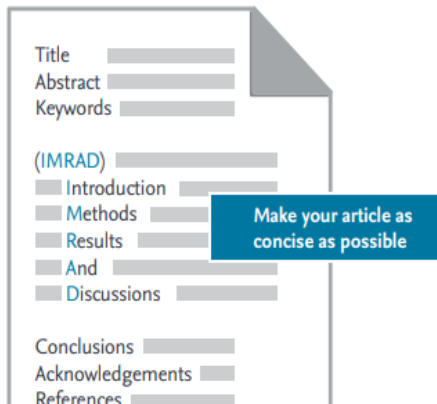 Title
Abstract
Keywords
(IMRAD)
Introduction
Methods
Results
And
Discussions
Make your article as
concise as possible
Conclusions
Acknowledgements
References